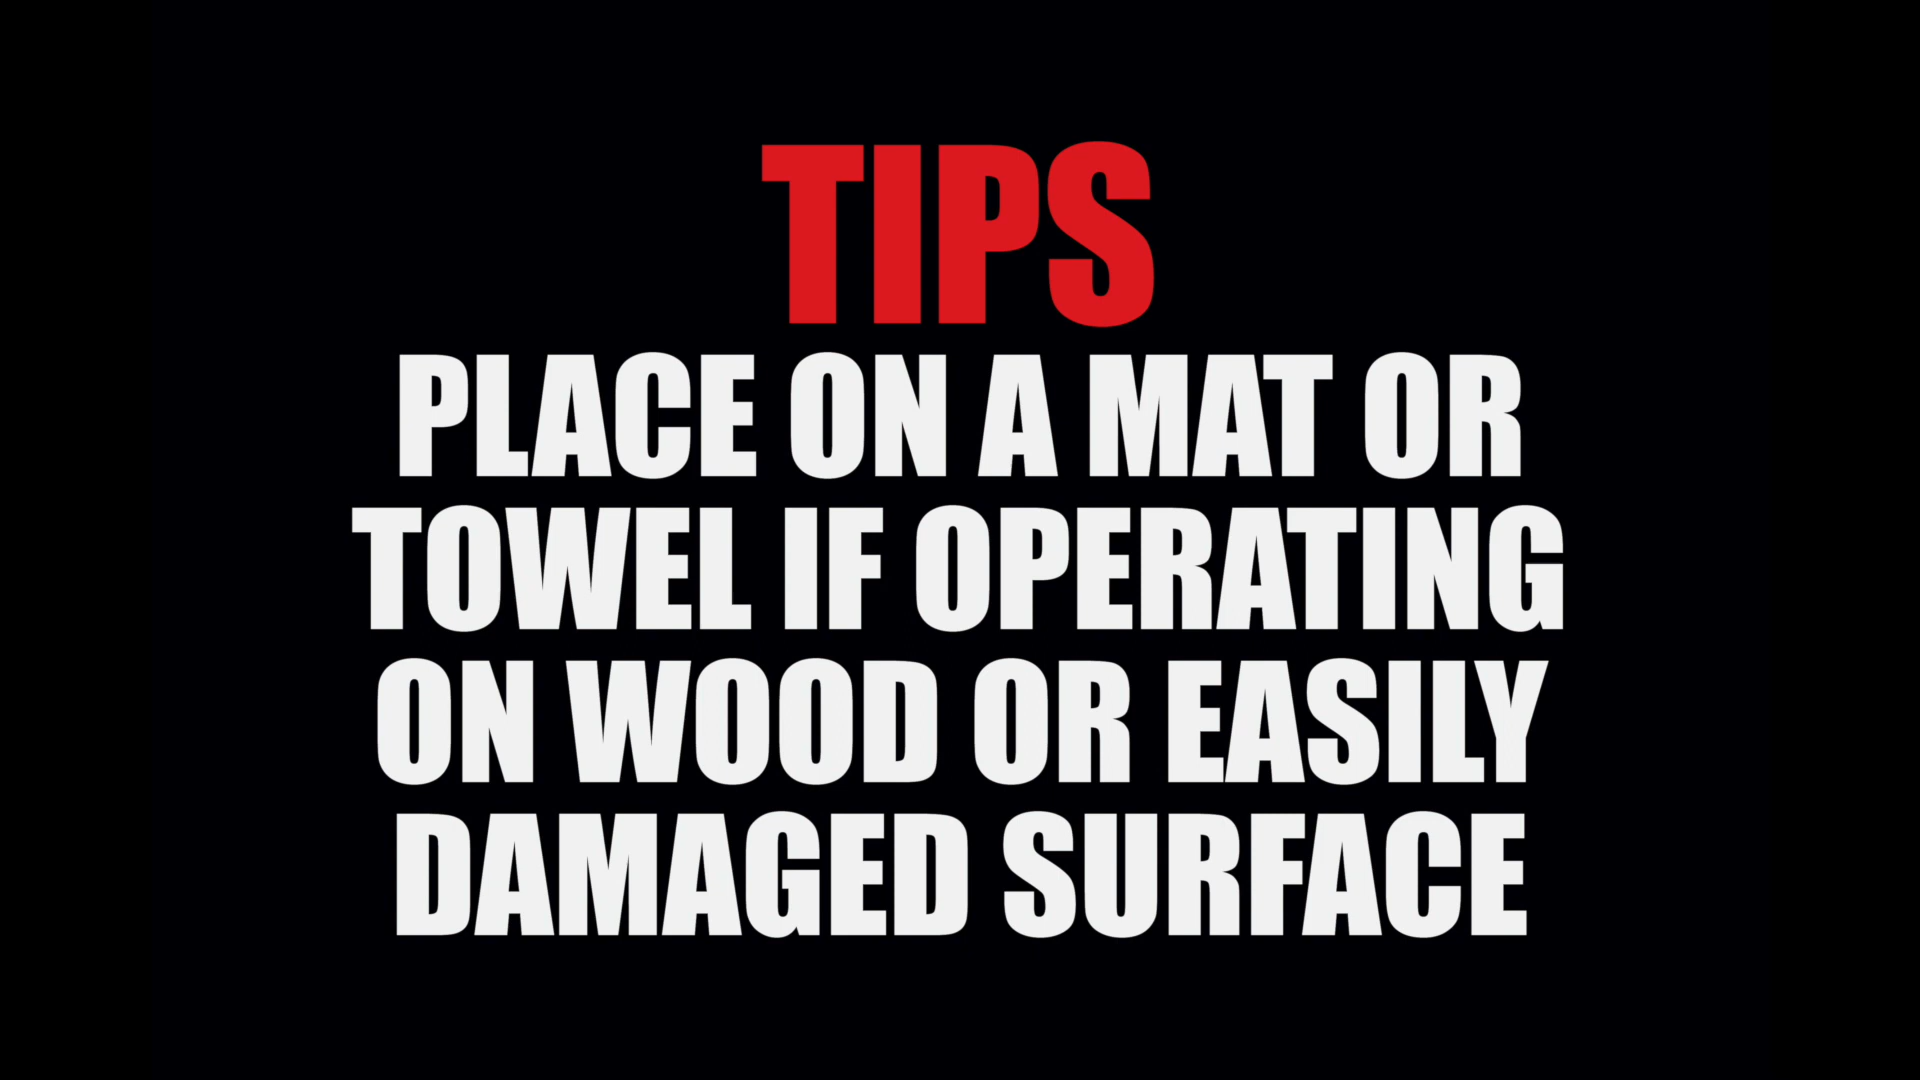 TIPS
PLACE ON A MAT OR
TOWEL IF OPERATING
ON WOOD OR EASILY
DAMAGED SURFACE